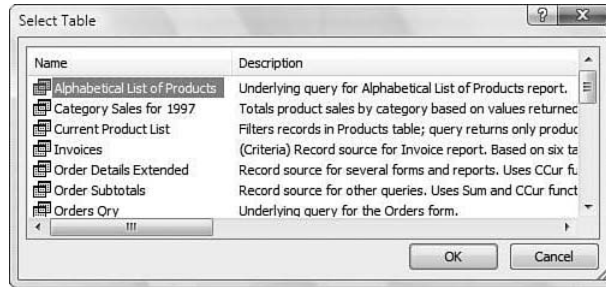 Select Table
Name Description
Alphabetical List of Products Underlying query for Alphabetical List of Products report.
Category Sales for 1997 Totals product sales by category based on values returned
Current Product List Filters records in Products table; query returns only produc
Invoices (Criteria) Record source for Invoice report. Based on six ta
Order Details Extended Record source for several forms and reports. Uses CCur fu
Order Subtotals Record source for other queries. Uses Sum and CCur funct
Orders Qry Underlying query for the Orders form.
OK Cancel